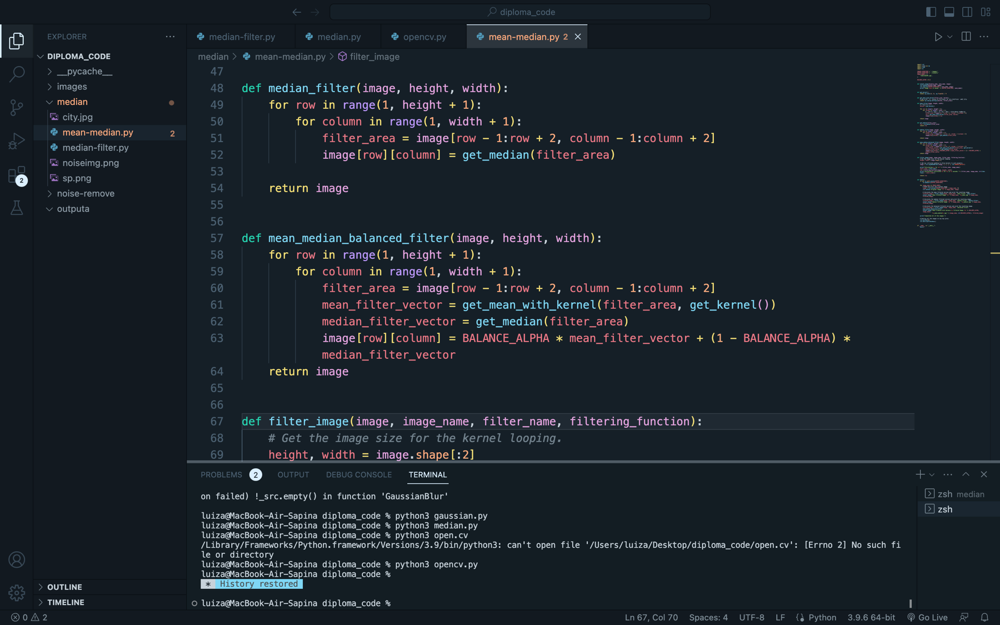 diploma_code
EXPLORER
DIPLOMA_CODE
__pycache__
images
median
city.jpg
mean-median.py 2
median-filter.py
noiseimg.png
sp.png
noise-remove
outputa
OUTLINE
TIMELINE
2
median-filter.py
median.py
opencv.py
mean-median.py 2
median > mean-median.py > filter_image
47
48 def median_filter(image, height, width):
49 for row in range(1, height + 1):
50 for column in range(1, width + 1):
51 filter_area = image[row - 1:row + 2, column - 1:column + 2]
52 image[row][column] = get_median(filter_area)
53
54 return image
55
56
57 def mean_median_balanced_filter(image, height, width):
58 for row in range(1, height + 1):
59 for column in range(1, width + 1):
60 filter_area = image[row - 1:row + 2, column - 1:column + 2]
61 mean_filter_vector = get_mean_with_kernel(filter_area, get_kernel())
62 median_filter_vector = get_median(filter_area)
63 image[row][column] = BALANCE_ALPHA * mean_filter_vector + (1 - BALANCE_ALPHA) *
median_filter_vector
64 return image
65
66
67 def filter_image(image, image_name, filter_name, filtering_function):
68 # Get the image size for the kernel looping.
69 height, width = image.shape[:2]
PROBLEMS 2 OUTPUT DEBUG CONSOLE TERMINAL
on failed) !_src.empty() in function 'GaussianBlur'
luiza@MacBook-Air-Sapina diploma_code % python3 gaussian.py
luiza@MacBook-Air-Sapina diploma_code % python3 median.py
luiza@MacBook-Air-Sapina diploma_code % python3 open.cv
/Library/Frameworks/Python.framework/Versions/3.9/bin/python3: can't open file '/Users/luiza/Desktop/diploma_code/open.cv': [Errno 2] No such fi
le or directory
luiza@MacBook-Air-Sapina diploma_code % python3 opencv.py
luiza@MacBook-Air-Sapina diploma_code %
* History restored
luiza@MacBook-Air-Sapina diploma_code %
zsh median
zsh
0 2
Ln 67, Col 70 Spaces: 4 UTF-8 LF Python 3.9.6 64-bit Go Live